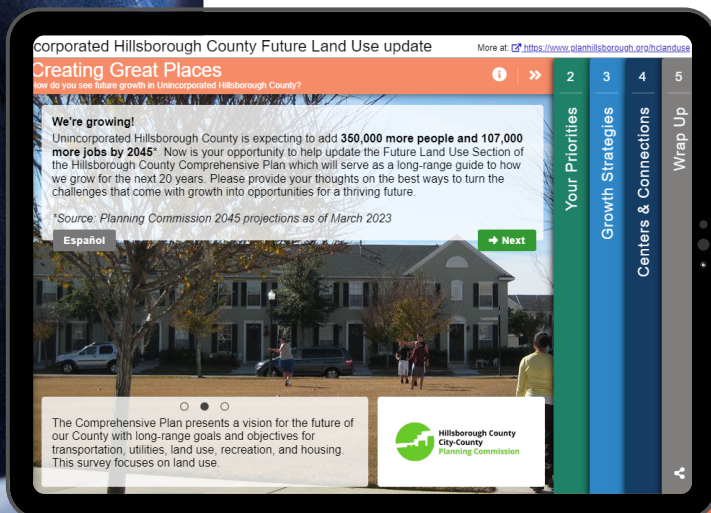 corporated Hillsborough County Future Land Use update
More at: https://www.planhillsborough.org/hclanduse
Creating Great Places
How do you see future growth in Unincorporated Hillsborough County?
We're growing!
Unincorporated Hillsborough County is expecting to add 350,000 more people and 107,000
more jobs by 2045*. Now is your opportunity to help update the Future Land Use Section of
the Hillsborough County Comprehensive Plan which will serve as a long-range guide to how
we grow for the next 20 years. Please provide your thoughts on the best ways to turn the
challenges that come with growth into opportunities for a thriving future.
*Source: Planning Commission 2045 projections as of March 2023
Español
Next
The Comprehensive Plan presents a vision for the future of
our County with long-range goals and objectives for
transportation, utilities, land use, recreation, and housing.
This survey focuses on land use.
Hillsborough County
City-County
Planning Commission
2
Your Priorities
3
Growth Strategies
4
Centers & Connections
5
Wrap Up